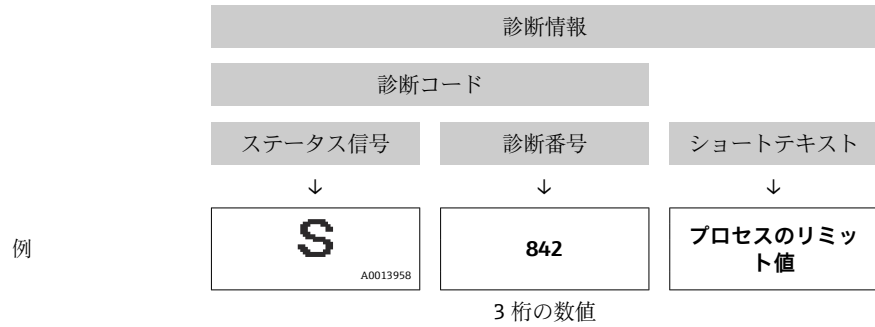 診断情報
診断コード
ステータス信号
診断番号
ショートテキスト
↓
↓
↓
例
S
A0013958
842
プロセスのリミッ
ト値
3 桁の数値